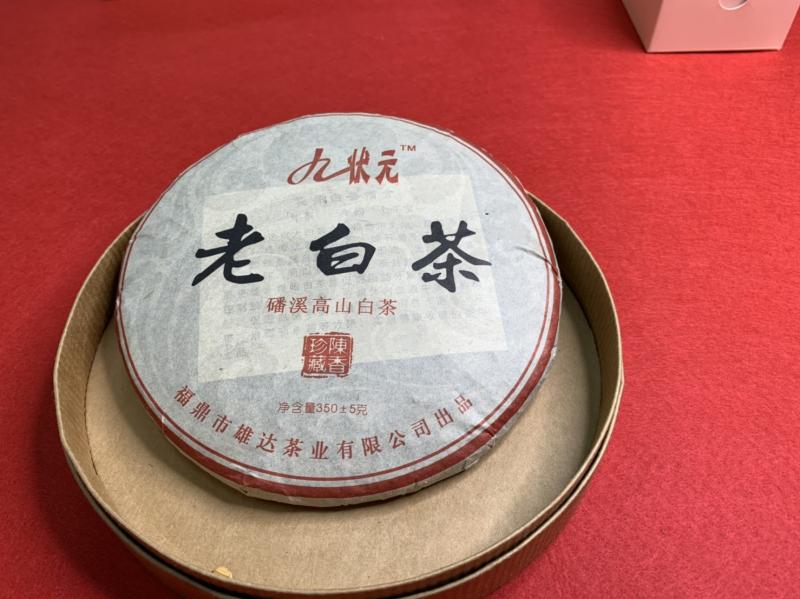 九状元™
老白茶
磻溪高山白茶
陳香
珍藏
净含量350±5克
福鼎市雄达茶业有限公司出品